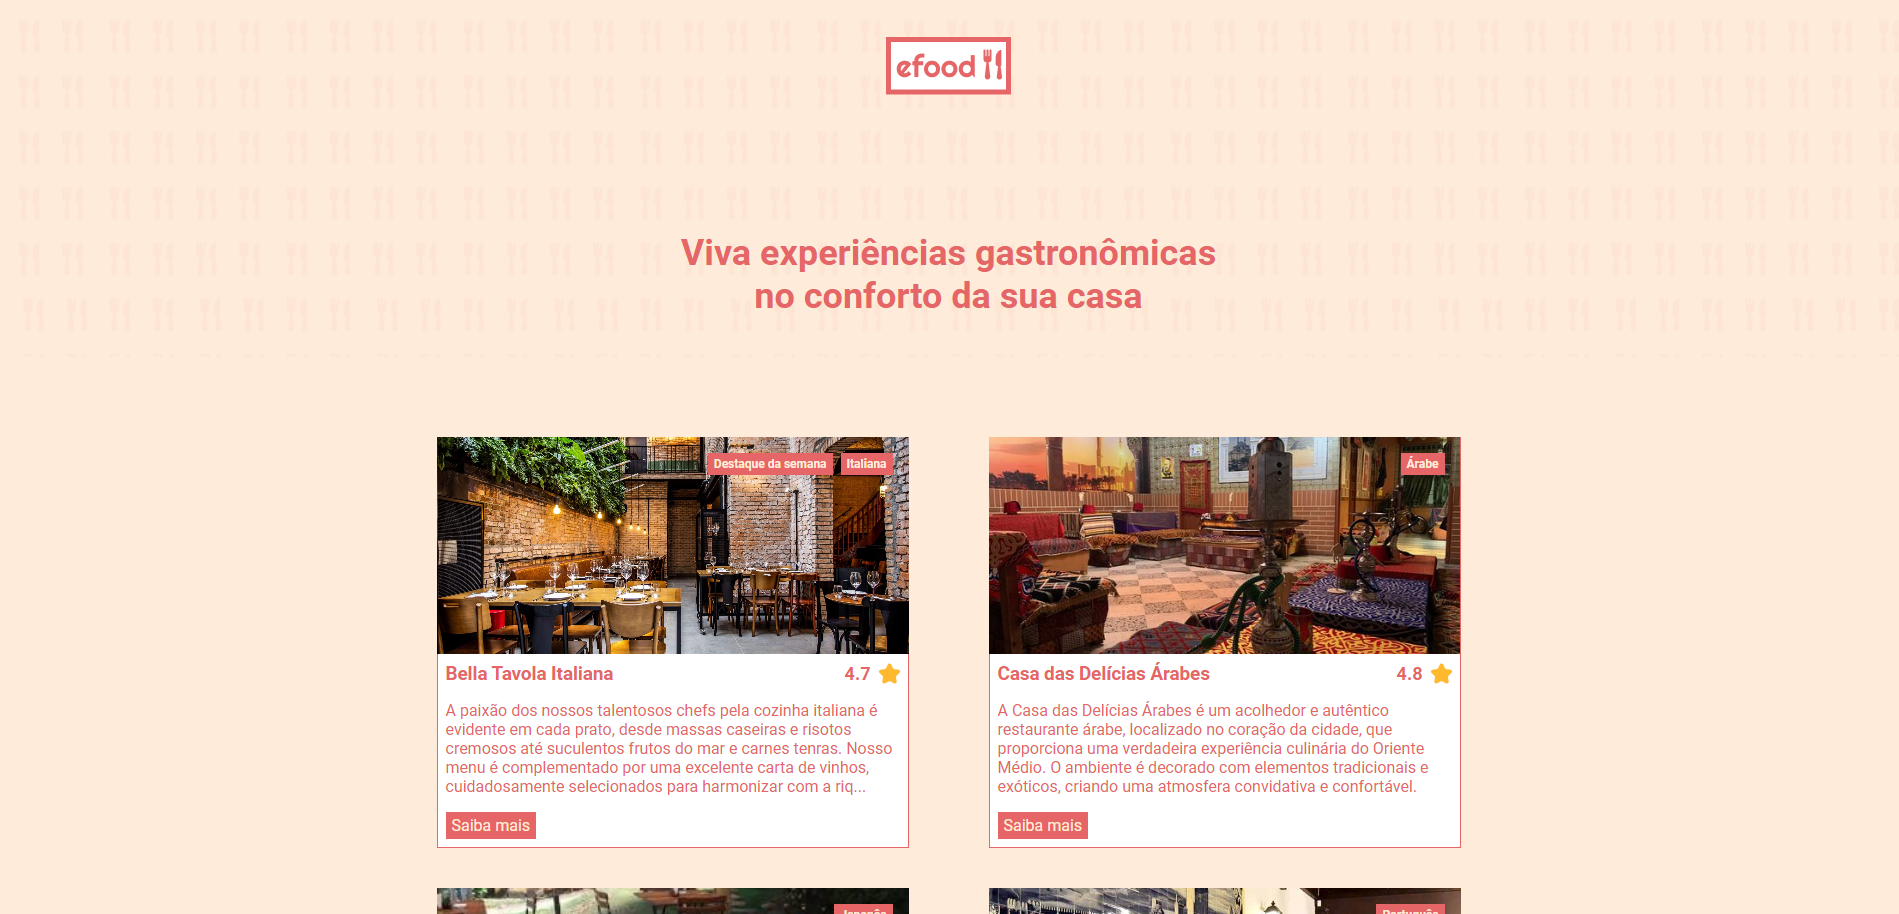 efood
Viva experiências gastronômicas
no conforto da sua casa
Destaque da semana
Italiana
Bella Tavola Italiana
4.7
A paixão dos nossos talentosos chefs pela cozinha italiana é
evidente em cada prato, desde massas caseiras e risotos
cremosos até suculentos frutos do mar e carnes tenras. Nosso
menu é complementado por uma excelente carta de vinhos,
cuidadosamente selecionados para harmonizar com a riq...
Saiba mais
Árabe
Casa das Delícias Árabes
4.8
A Casa das Delícias Árabes é um acolhedor e autêntico
restaurante árabe, localizado no coração da cidade, que
proporciona uma verdadeira experiência culinária do Oriente
Médio. O ambiente é decorado com elementos tradicionais e
exóticos, criando uma atmosfera convidativa e confortável.
Saiba mais
Japonês
Português